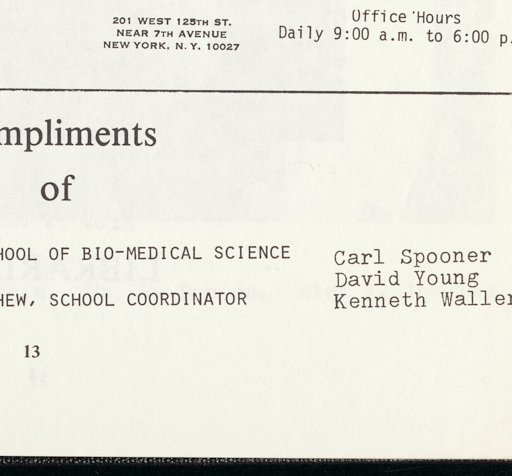 201 WEST 125TH ST.
NEAR 7TH AVENUE
NEW YORK, N. Y. 10027
Office Hours
Daily 9:00 a.m. to 6:00 p.
mpliments
of
HOOL OF BIO-MEDICAL SCIENCE
HEW, SCHOOL COORDINATOR
Carl Spooner
David Young
Kenneth Waller
13